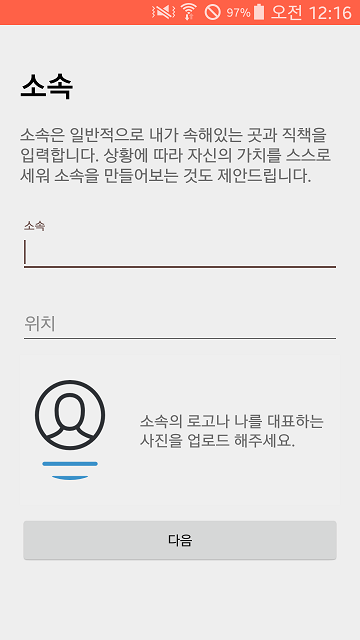 97% 오전 12:16
소속
소속은 일반적으로 내가 속해있는 곳과 직책을
입력합니다. 상황에 따라 자신의 가치를 스스로
세워 소속을 만들어보는 것도 제안드립니다.
소속
위치
소속의 로고나 나를 대표하는
사진을 업로드 해주세요.
다음